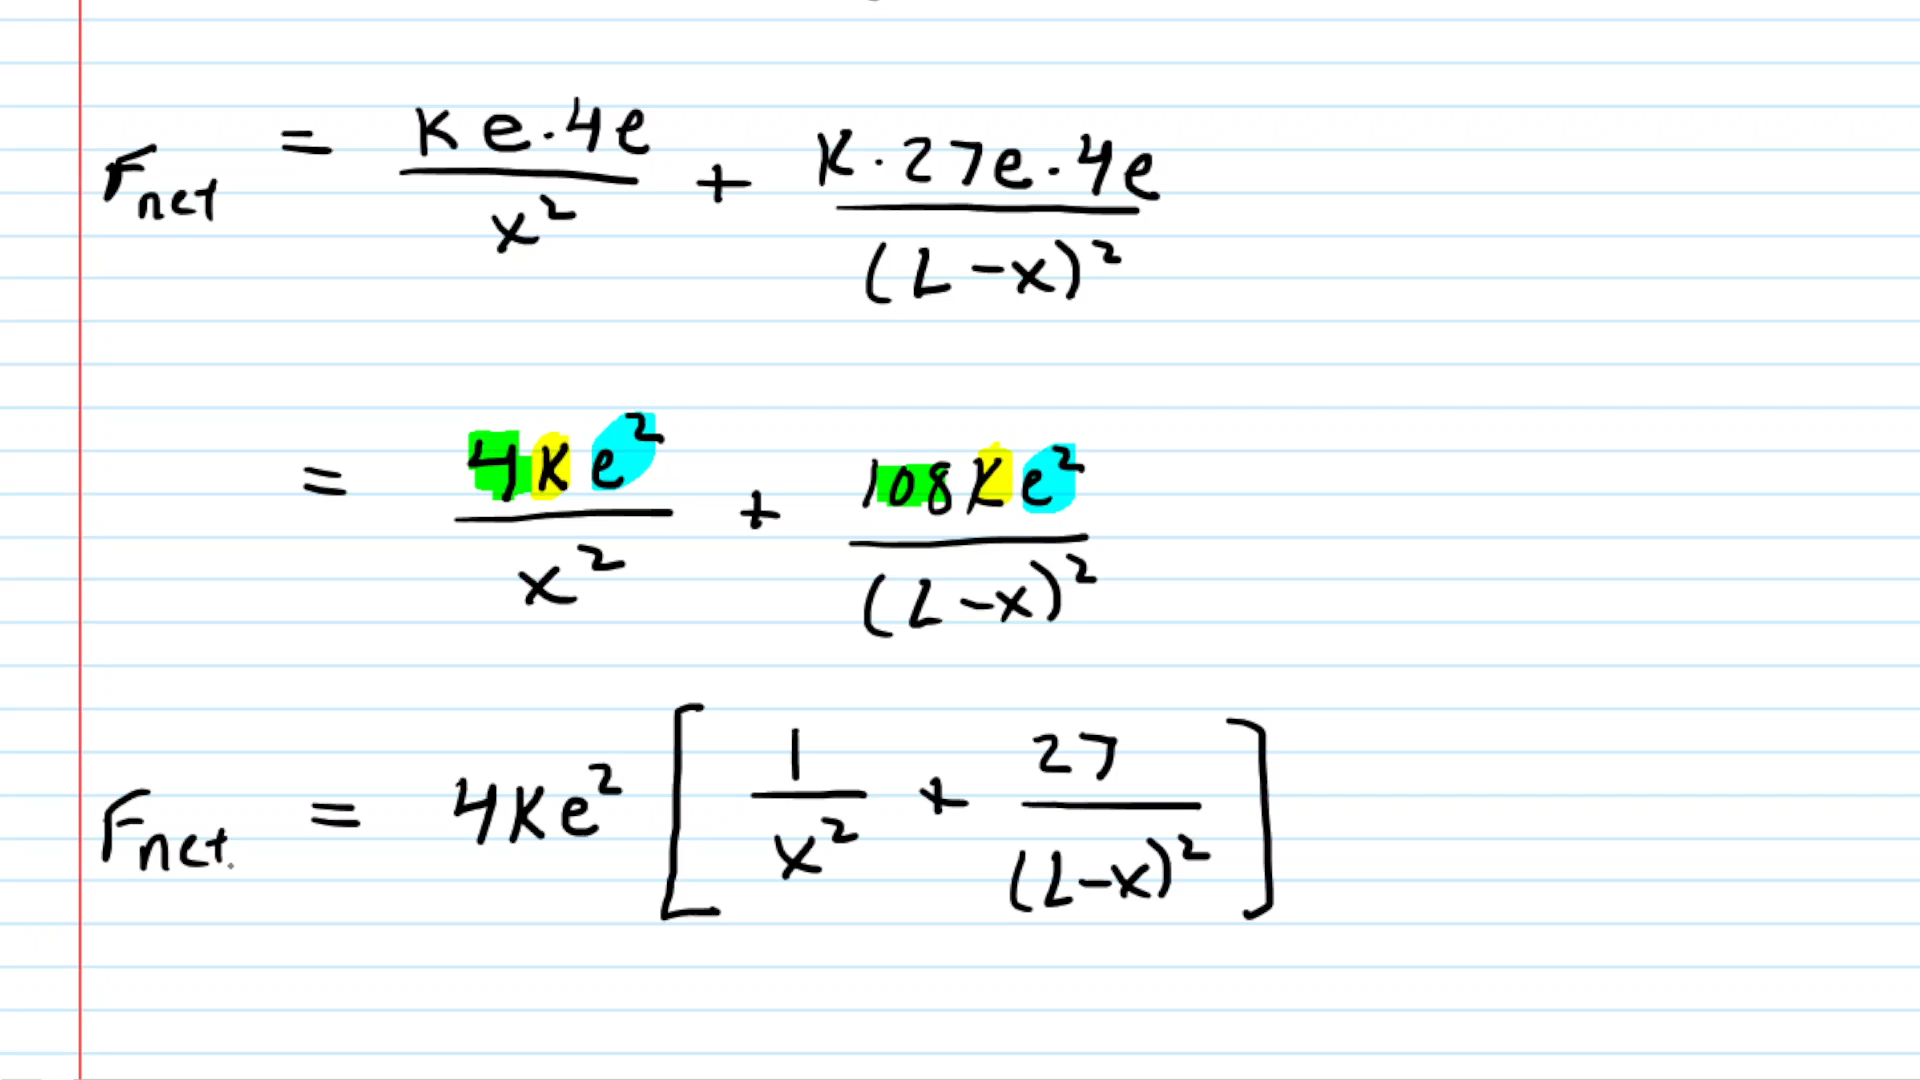 F_net = K e · 4e / x² + K · 27e · 4e / (L - x)²
= 4Ke² / x² + 108Ke² / (L - x)²
F_net = 4Ke² [ 1 / x² + 27 / (L - x)² ]